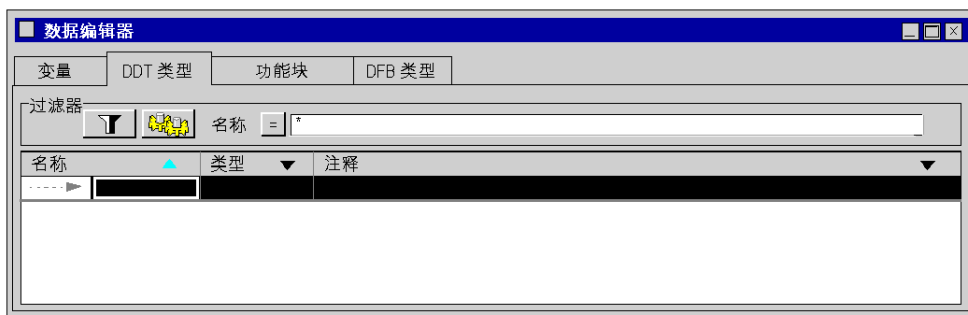 数据编辑器
变量 DDT 类型 功能块 DFB 类型
过滤器
名称 = *
名称 类型 注释